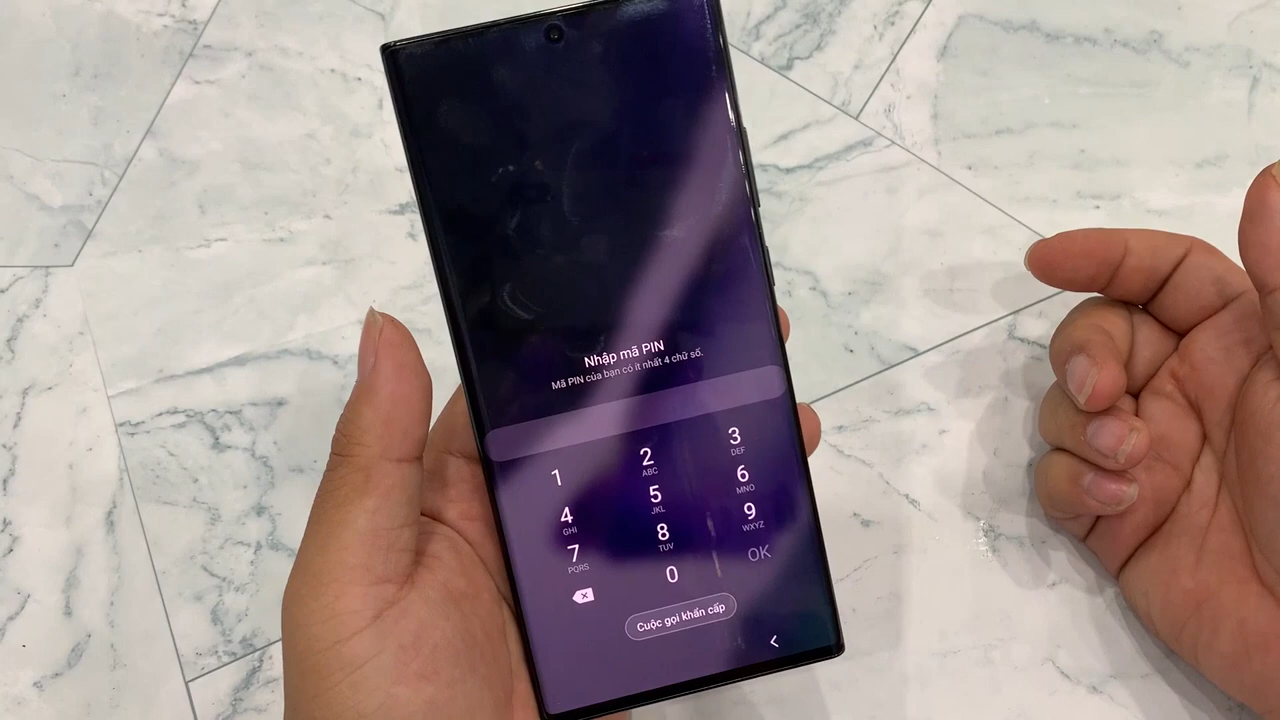 Nhập mã PIN
Mã PIN của bạn có ít nhất 4 chữ số.
1 2 3
ABC DEF
4 5 6
GHI JKL MNO
7 8 9
PQRS TUV WXYZ
0 OK
Cuộc gọi khẩn cấp